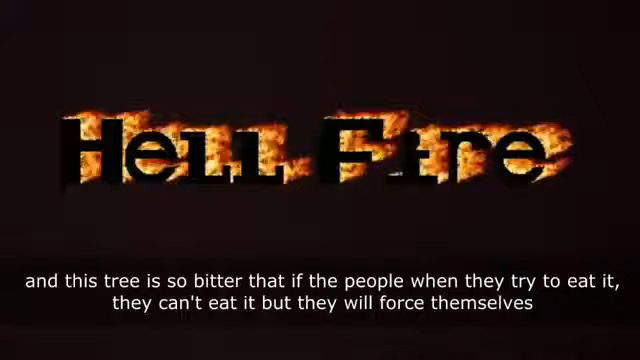 Hell Fire
and this tree is so bitter that if the people when they try to eat it,
they can't eat it but they will force themselves